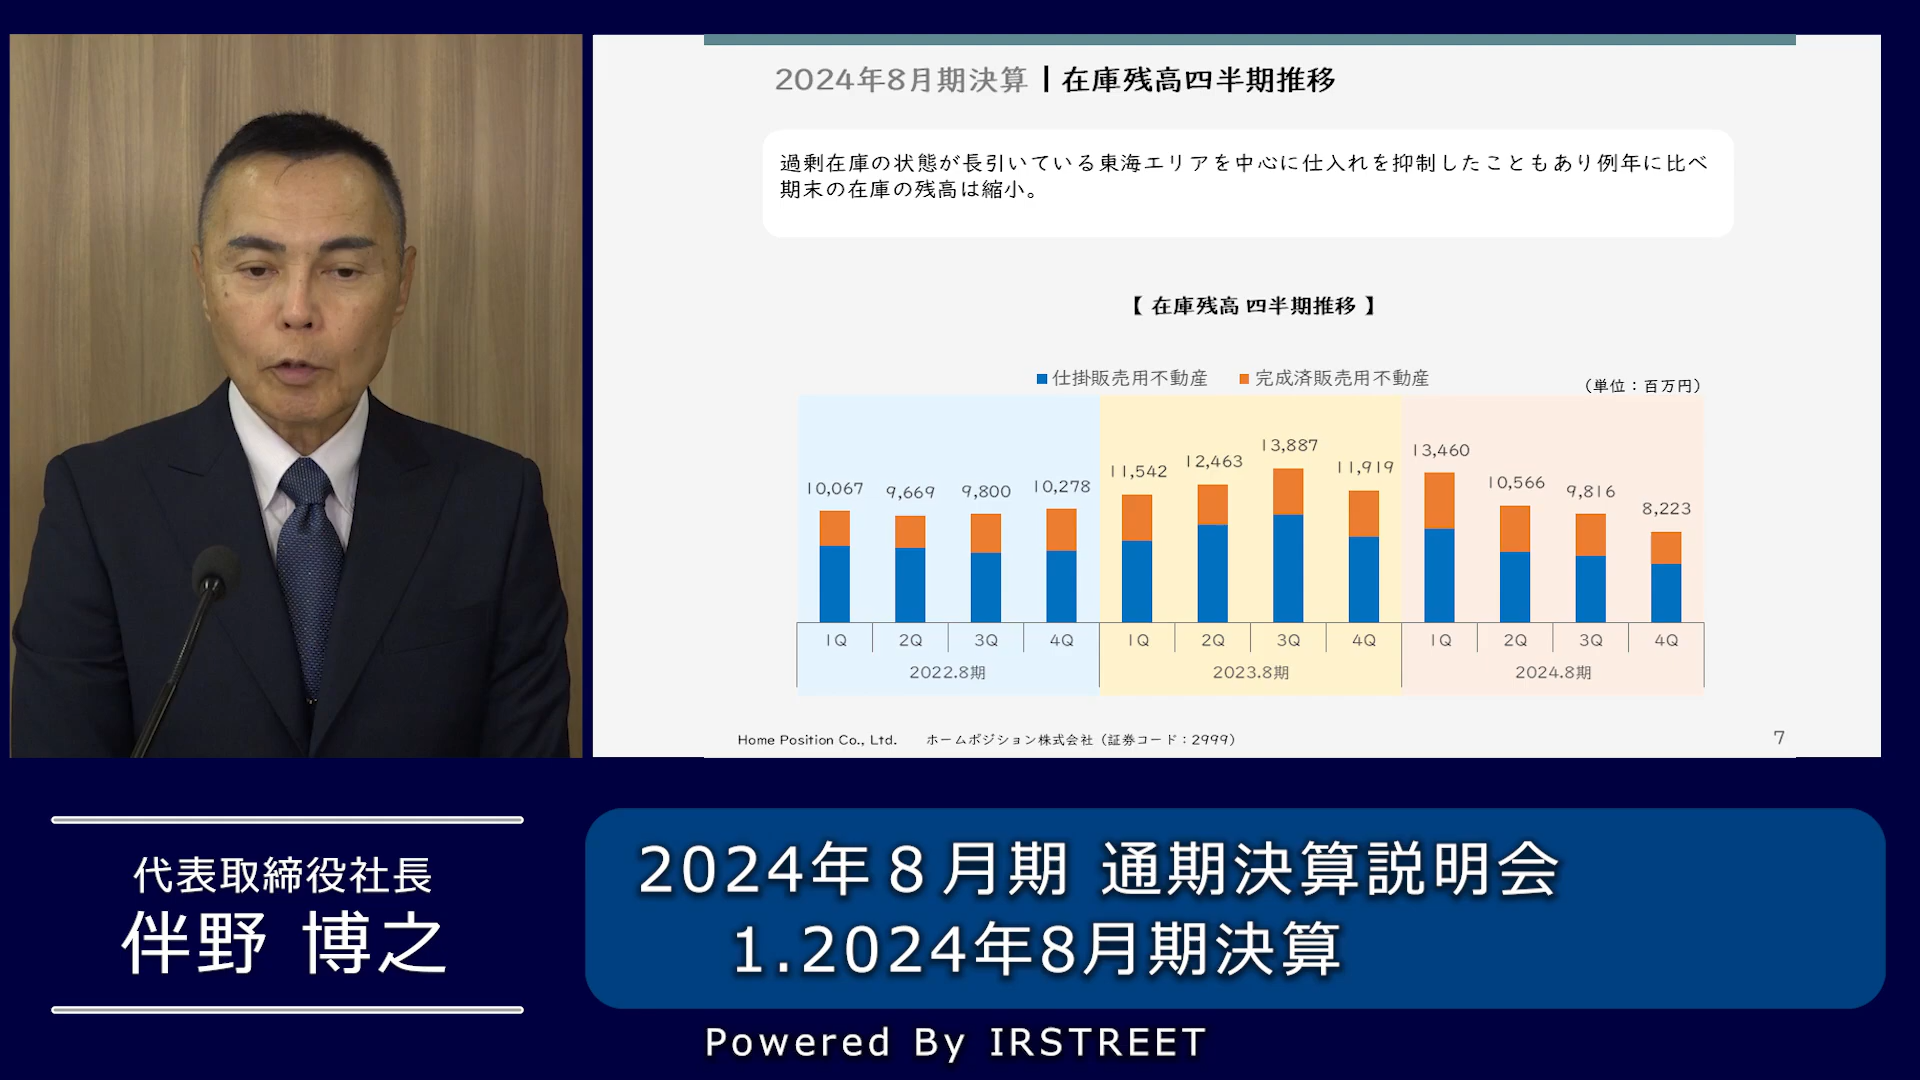 2024年8月期決算┃在庫残高四半期推移
過剰在庫の状態が長引いている東海エリアを中心に仕入れを抑制したこともあり例年に比べ
期末の在庫の残高は縮小。
【 在庫残高 四半期推移 】
■仕掛販売用不動産 ■完成済販売用不動産
（単位：百万円）
10,067 9,669 9,800 10,278 11,542 12,463 13,887 11,919 13,460 10,566 9,816 8,223
1Q 2Q 3Q 4Q 1Q 2Q 3Q 4Q 1Q 2Q 3Q 4Q
2022.8期 2023.8期 2024.8期
Home Position Co., Ltd. ホームポジション株式会社（証券コード：2999）
7
代表取締役社長
伴野 博之
2024年８月期 通期決算説明会
1.2024年8月期決算
Powered By IRSTREET